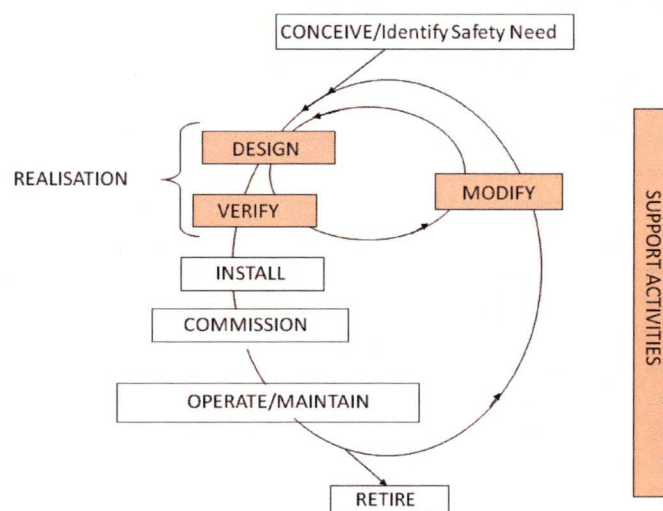 CONCEIVE/Identify Safety Need
DESIGN
REALISATION
MODIFY
VERIFY
INSTALL
COMMISSION
OPERATE/MAINTAIN
RETIRE
SUPPORT ACTIVITIES